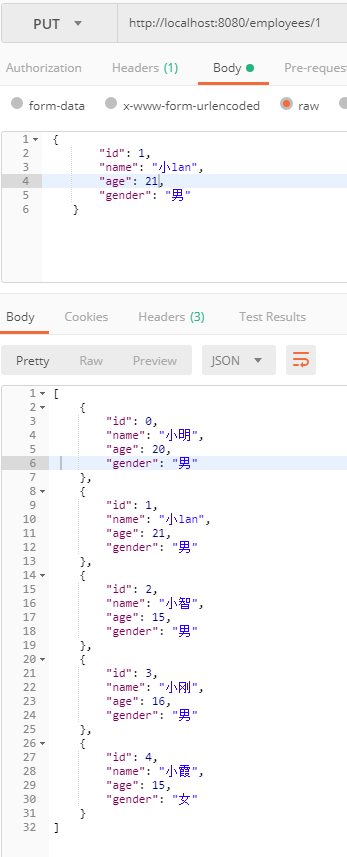 PUT http://localhost:8080/employees/1
Authorization Headers (1) Body Pre-reques
form-data x-www-form-urlencoded raw
1 {
2 "id": 1,
3 "name": "小lan",
4 "age": 21,
5 "gender": "男"
6 }
Body Cookies Headers (3) Test Results
Pretty Raw Preview JSON
1 [
2 {
3 "id": 0,
4 "name": "小明",
5 "age": 20,
6 "gender": "男"
7 },
8 {
9 "id": 1,
10 "name": "小lan",
11 "age": 21,
12 "gender": "男"
13 },
14 {
15 "id": 2,
16 "name": "小智",
17 "age": 15,
18 "gender": "男"
19 },
20 {
21 "id": 3,
22 "name": "小刚",
23 "age": 16,
24 "gender": "男"
25 },
26 {
27 "id": 4,
28 "name": "小霞",
29 "age": 15,
30 "gender": "女"
31 }
32 ]